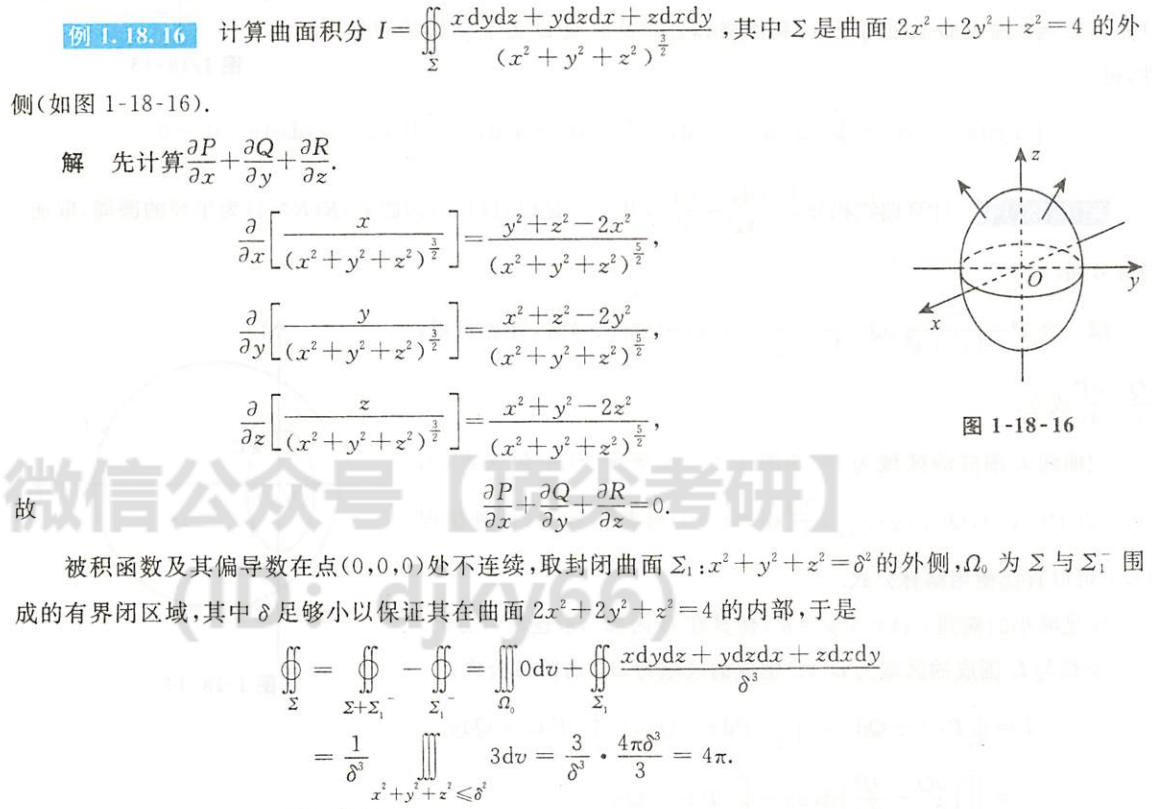 例 1.18.16 计算曲面积分 $I=\oiint\limits_{\Sigma}\frac{x\mathrm{d}y\mathrm{d}z+y\mathrm{d}z\mathrm{d}x+z\mathrm{d}x\mathrm{d}y}{(x^2+y^2+z^2)^{\frac{3}{2}}}$,其中 Σ 是曲面 $2x^2+2y^2+z^2=4$ 的外
侧(如图 1-18-16).
解 先计算 $\frac{\partial P}{\partial x}+\frac{\partial Q}{\partial y}+\frac{\partial R}{\partial z}$.
$\frac{\partial}{\partial x}\left[\frac{x}{(x^2+y^2+z^2)^{\frac{3}{2}}}\right]=\frac{y^2+z^2-2x^2}{(x^2+y^2+z^2)^{\frac{5}{2}}}$,
$\frac{\partial}{\partial y}\left[\frac{y}{(x^2+y^2+z^2)^{\frac{3}{2}}}\right]=\frac{x^2+z^2-2y^2}{(x^2+y^2+z^2)^{\frac{5}{2}}}$,
$\frac{\partial}{\partial z}\left[\frac{z}{(x^2+y^2+z^2)^{\frac{3}{2}}}\right]=\frac{x^2+y^2-2z^2}{(x^2+y^2+z^2)^{\frac{5}{2}}}$,
z
O
y
x
图 1-18-16
故 $\frac{\partial P}{\partial x}+\frac{\partial Q}{\partial y}+\frac{\partial R}{\partial z}=0$.
微信公众号【顶尖考研】
(ID: djky66)
被积函数及其偏导数在点(0,0,0)处不连续,取封闭曲面 $\Sigma_1:x^2+y^2+z^2=\delta^2$ 的外侧,$\Omega_0$ 为 Σ 与 $\Sigma_1^-$ 围
成的有界闭区域,其中 δ 足够小以保证其在曲面 $2x^2+2y^2+z^2=4$ 的内部,于是
$\oiint\limits_{\Sigma}=\oiint\limits_{\Sigma+\Sigma_1^-}-\oiint\limits_{\Sigma_1^-}=\iiint\limits_{\Omega_0}0\mathrm{d}v+\oiint\limits_{\Sigma_1}\frac{x\mathrm{d}y\mathrm{d}z+y\mathrm{d}z\mathrm{d}x+z\mathrm{d}x\mathrm{d}y}{\delta^3}$
$=\frac{1}{\delta^3}\iiint\limits_{x^2+y^2+z^2\leqslant\delta^2}3\mathrm{d}v=\frac{3}{\delta^3}\cdot\frac{4\pi\delta^3}{3}=4\pi$.